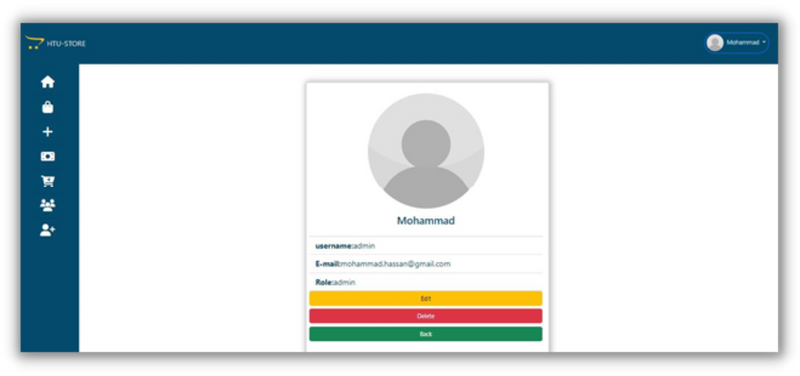 HTU-STORE
Mohammad
Mohammad
username:admin
E-mail:mohammad.hassan@gmail.com
Role:admin
Edit
Delete
Back